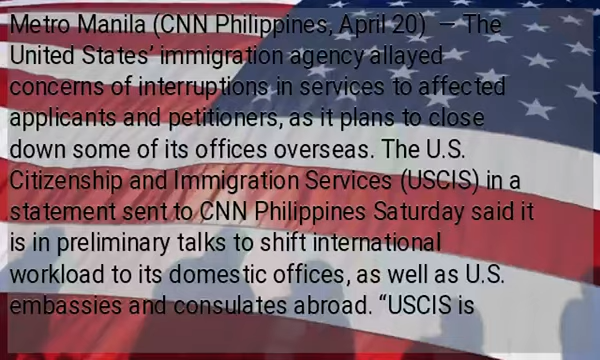 Metro Manila (CNN Philippines, April 20)  — The
United States’ immigration agency allayed
concerns of interruptions in services to affected
applicants and petitioners, as it plans to close
down some of its offices overseas. The U.S.
Citizenship and Immigration Services (USCIS) in a
statement sent to CNN Philippines Saturday said it
is in preliminary talks to shift international
workload to its domestic offices, as well as U.S.
embassies and consulates abroad. “USCIS is